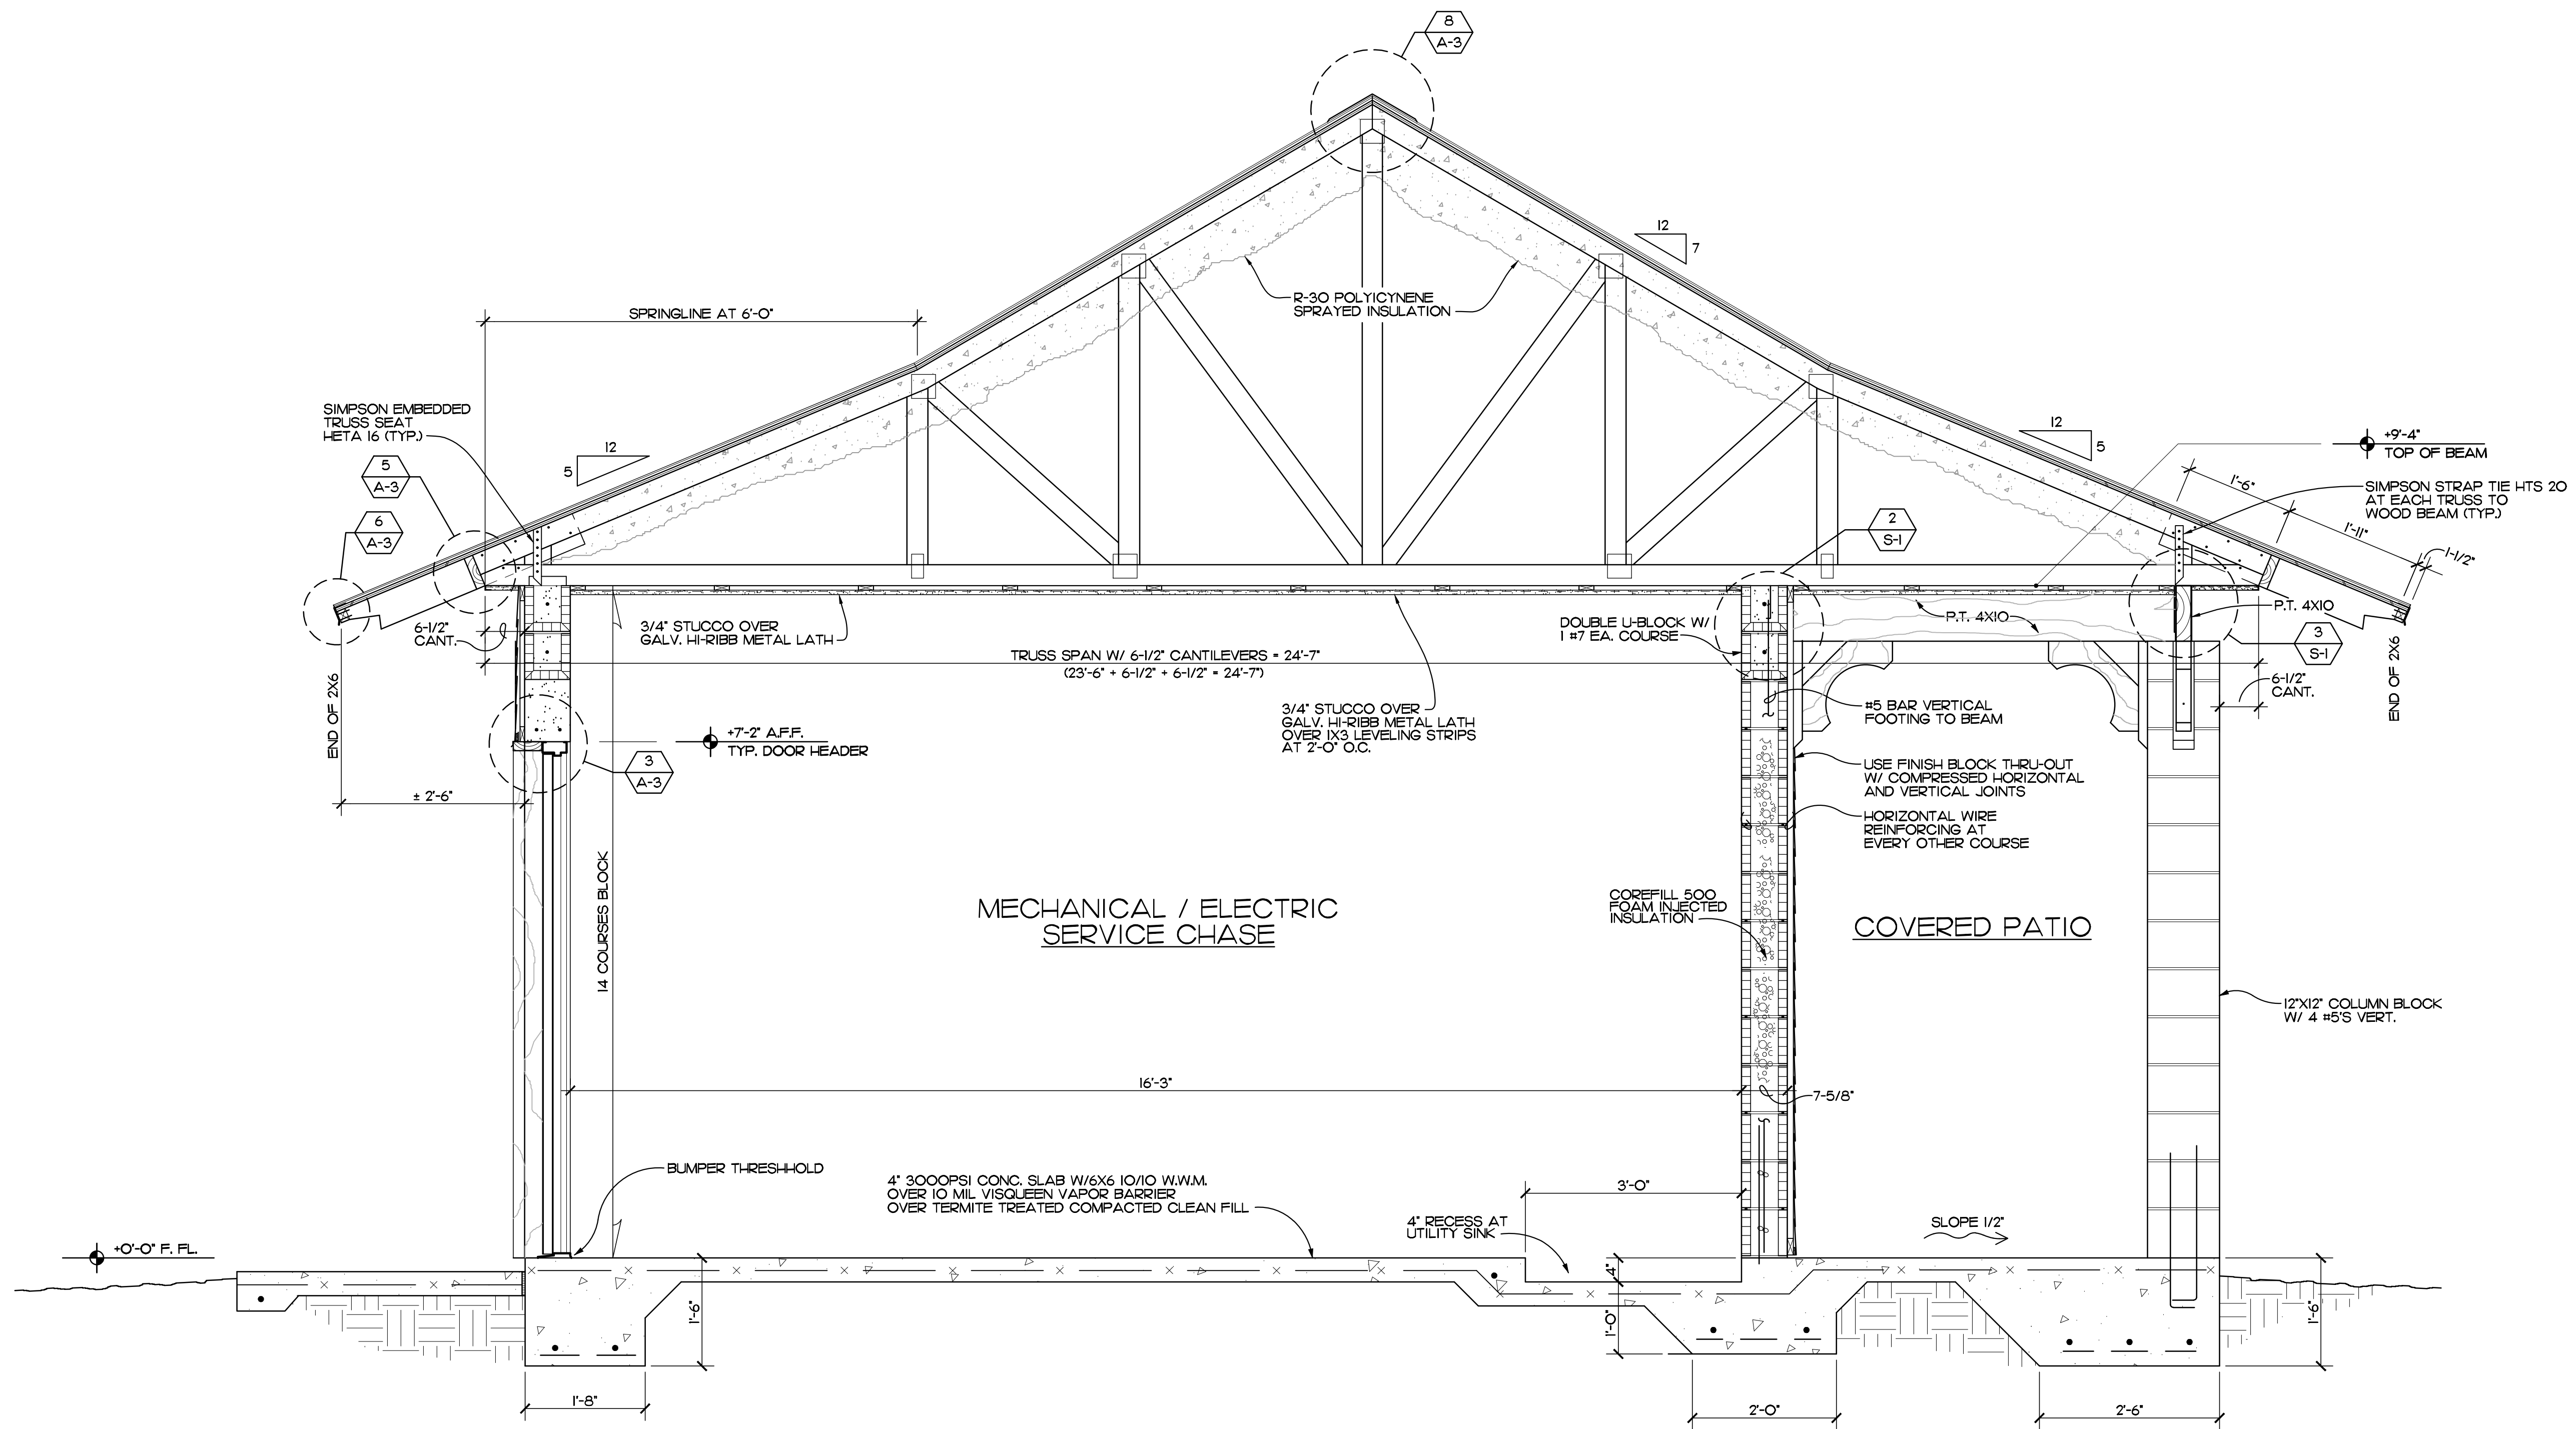 8
A-3
12
7
R-30 POLYICYNENE
SPRAYED INSULATION
SPRINGLINE AT 6'-0"
SIMPSON EMBEDDED
TRUSS SEAT
HETA 16 (TYP.)
12
5
12
5
+9'-4"
TOP OF BEAM
5
A-3
6
A-3
1'-6"
1'-11"
1-1/2"
SIMPSON STRAP TIE HTS 20
AT EACH TRUSS TO
WOOD BEAM (TYP.)
2
S-1
6-1/2"
CANT.
3/4" STUCCO OVER
GALV. HI-RIBB METAL LATH
DOUBLE U-BLOCK W/
1 #7 EA. COURSE
P.T. 4X10
P.T. 4X10
3
S-1
TRUSS SPAN W/ 6-1/2" CANTILEVERS = 24'-7"
(23'-6" + 6-1/2" + 6-1/2" = 24'-7")
END OF 2X6
END OF 2X6
6-1/2"
CANT.
3/4" STUCCO OVER
GALV. HI-RIBB METAL LATH
OVER 1X3 LEVELING STRIPS
AT 2'-0" O.C.
#5 BAR VERTICAL
FOOTING TO BEAM
+7'-2" A.F.F.
TYP. DOOR HEADER
3
A-3
± 2'-6"
USE FINISH BLOCK THRU-OUT
W/ COMPRESSED HORIZONTAL
AND VERTICAL JOINTS
HORIZONTAL WIRE
REINFORCING AT
EVERY OTHER COURSE
14 COURSES BLOCK
MECHANICAL / ELECTRIC
SERVICE CHASE
COREFILL 500
FOAM INJECTED
INSULATION
COVERED PATIO
12"X12" COLUMN BLOCK
W/ 4 #5'S VERT.
16'-3"
7-5/8"
BUMPER THRESHHOLD
4" 3000PSI CONC. SLAB W/6X6 10/10 W.W.M.
OVER 10 MIL VISQUEEN VAPOR BARRIER
OVER TERMITE TREATED COMPACTED CLEAN FILL
3'-0"
4" RECESS AT
UTILITY SINK
SLOPE 1/2"
+0'-0" F. FL.
4"
1'-6"
1'-0"
1'-6"
1'-8"
2'-0"
2'-6"